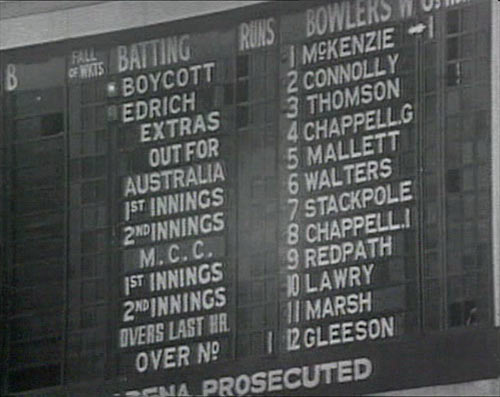 B FALL OF WKTS BATTING RUNS BOWLERS W
BOYCOTT 1 McKENZIE 1
EDRICH 2 CONNOLLY
EXTRAS 3 THOMSON
OUT FOR 4 CHAPPELL.G
AUSTRALIA 5 MALLETT
1ST INNINGS 6 WALTERS
2ND INNINGS 7 STACKPOLE
M.C.C. 8 CHAPPELL.I
1ST INNINGS 9 REDPATH
2ND INNINGS 10 LAWRY
OVERS LAST HR. 11 MARSH
OVER NO 1 12 GLEESON
PROSECUTED